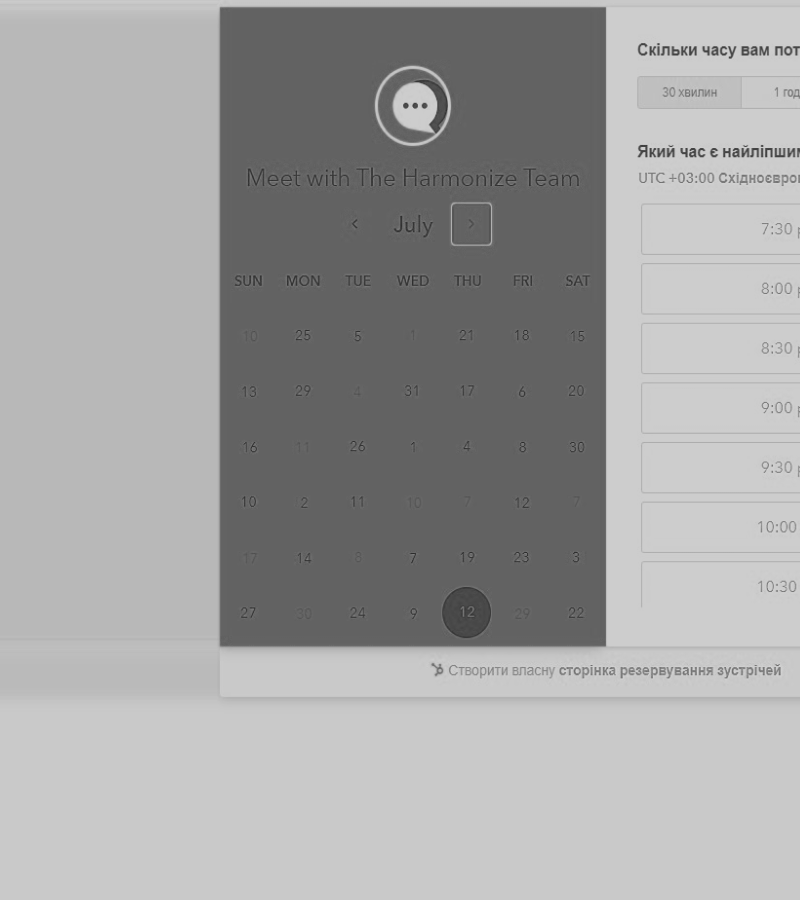 Meet with The Harmonize Team
July
SUN MON TUE WED THU FRI SAT
10 25 5 1 21 18 15
13 29 4 31 17 6 20
16 11 26 1 4 8 30
10 2 11 10 7 12 7
17 14 8 7 19 23 3
27 30 24 9 12 29 22
Скільки часу вам пот
30 хвилин 1 год
Який час є найліпшим
UTC +03:00 Східноєвро
7:30
8:00
8:30
9:00
9:30
10:00
10:30
Створити власну сторінка резервування зустрічей